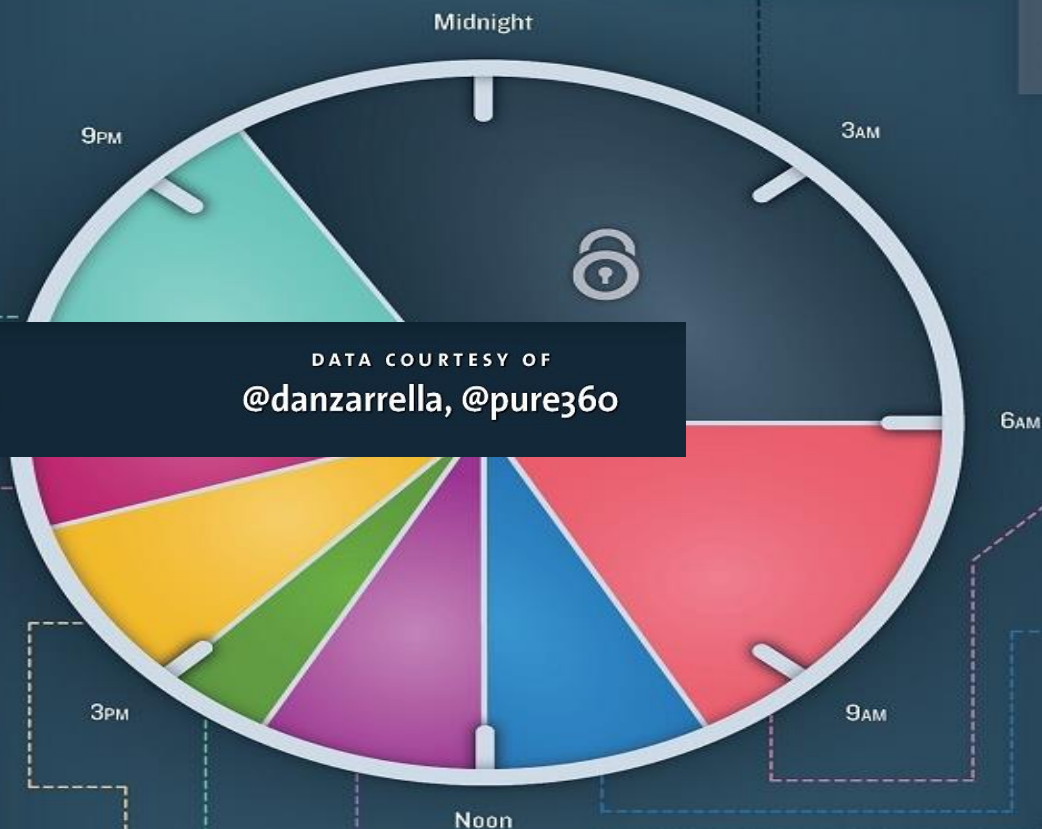 Midnight
9PM
3AM
DATA COURTESY OF
@danzarrella, @pure360
6AM
3PM
9AM
Noon